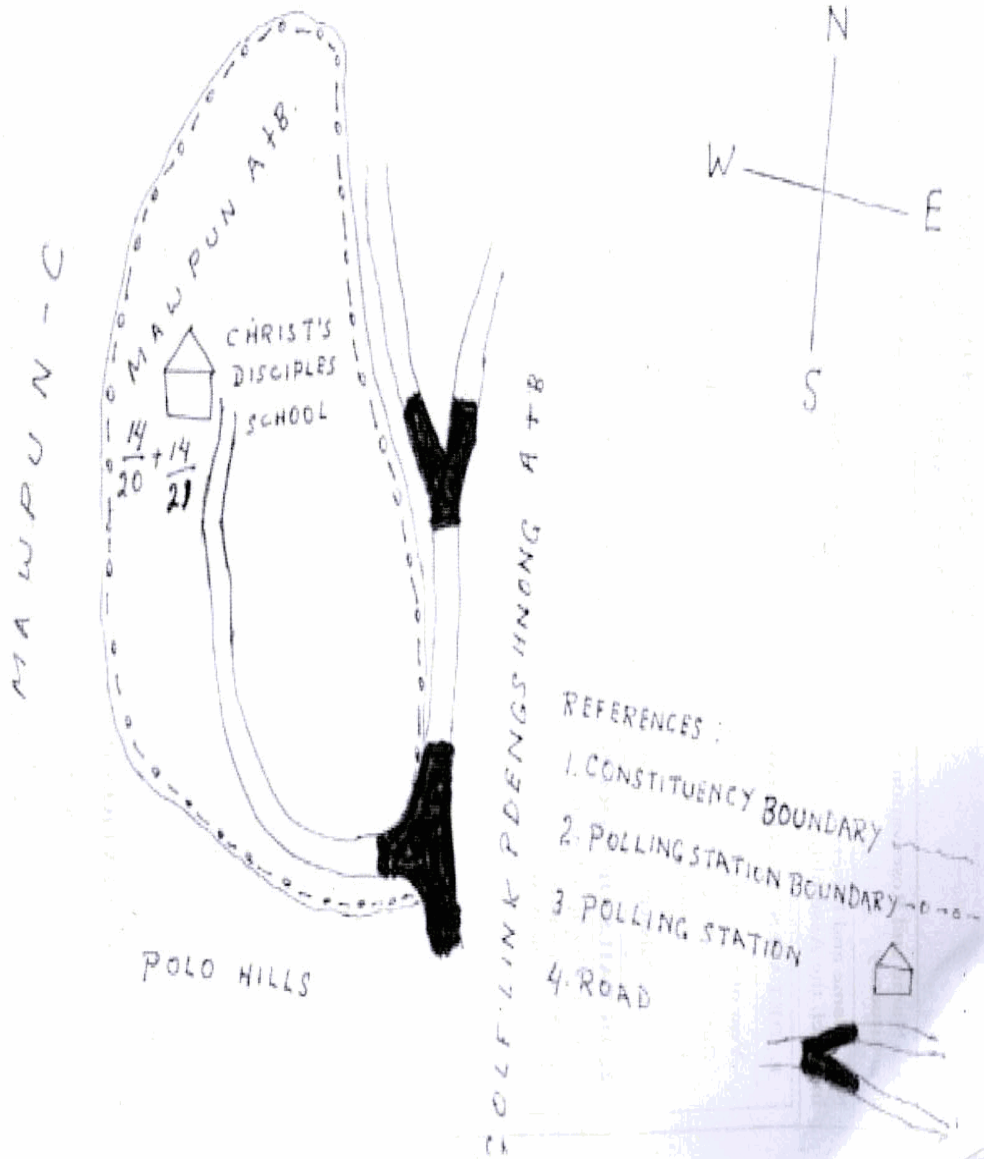 N
W
E
S
MAWPUN A+B.
MAWPUN - C
CHRIST'S
DISCIPLES
SCHOOL
14/20 + 14/21
GOLF-LINK PDENGSHNONG A+B
POLO HILLS
REFERENCES :
1. CONSTITUENCY BOUNDARY
2. POLLING STATION BOUNDARY
3. POLLING STATION
4. ROAD